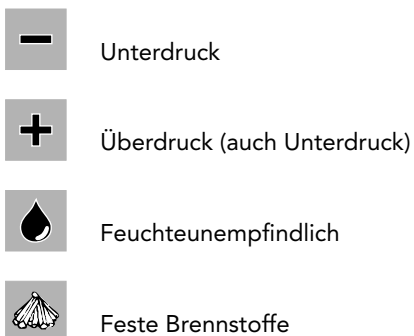 Unterdruck
Überdruck (auch Unterdruck)
Feuchteunempfindlich
Feste Brennstoffe